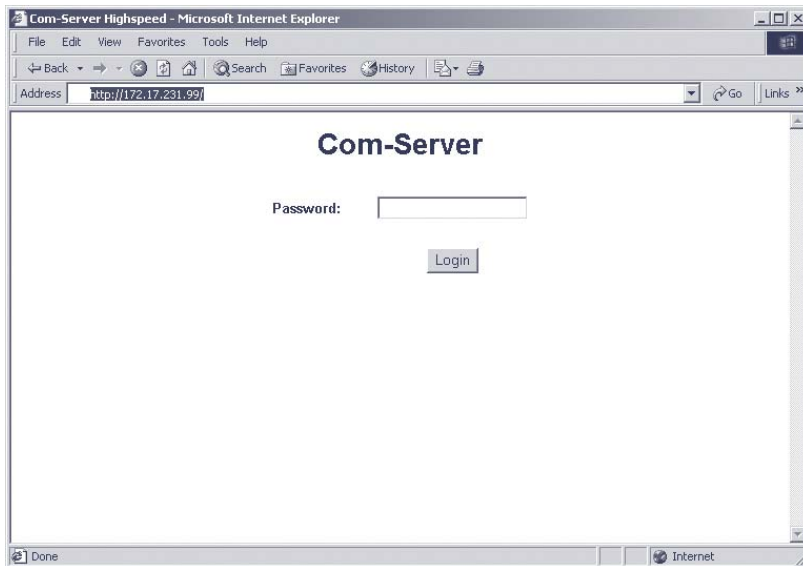 Com-Server Highspeed - Microsoft Internet Explorer
File Edit View Favorites Tools Help
Back Search Favorites History
Address http://172.17.231.99/ Go Links »
Com-Server
Password:
Login
Done Internet